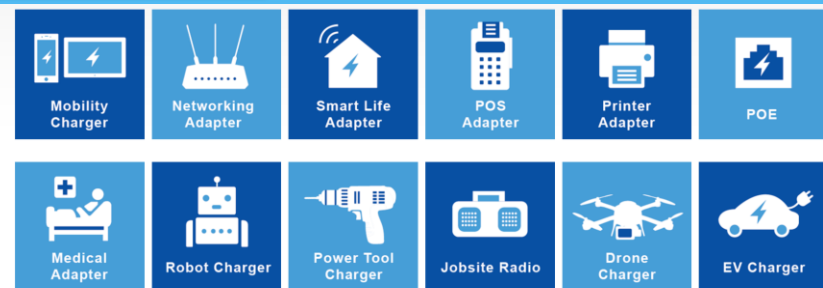 Mobility
Charger
Networking
Adapter
Smart Life
Adapter
POS
Adapter
Printer
Adapter
POE
Medical
Adapter
Robot Charger
Power Tool
Charger
Jobsite Radio
Drone
Charger
EV Charger